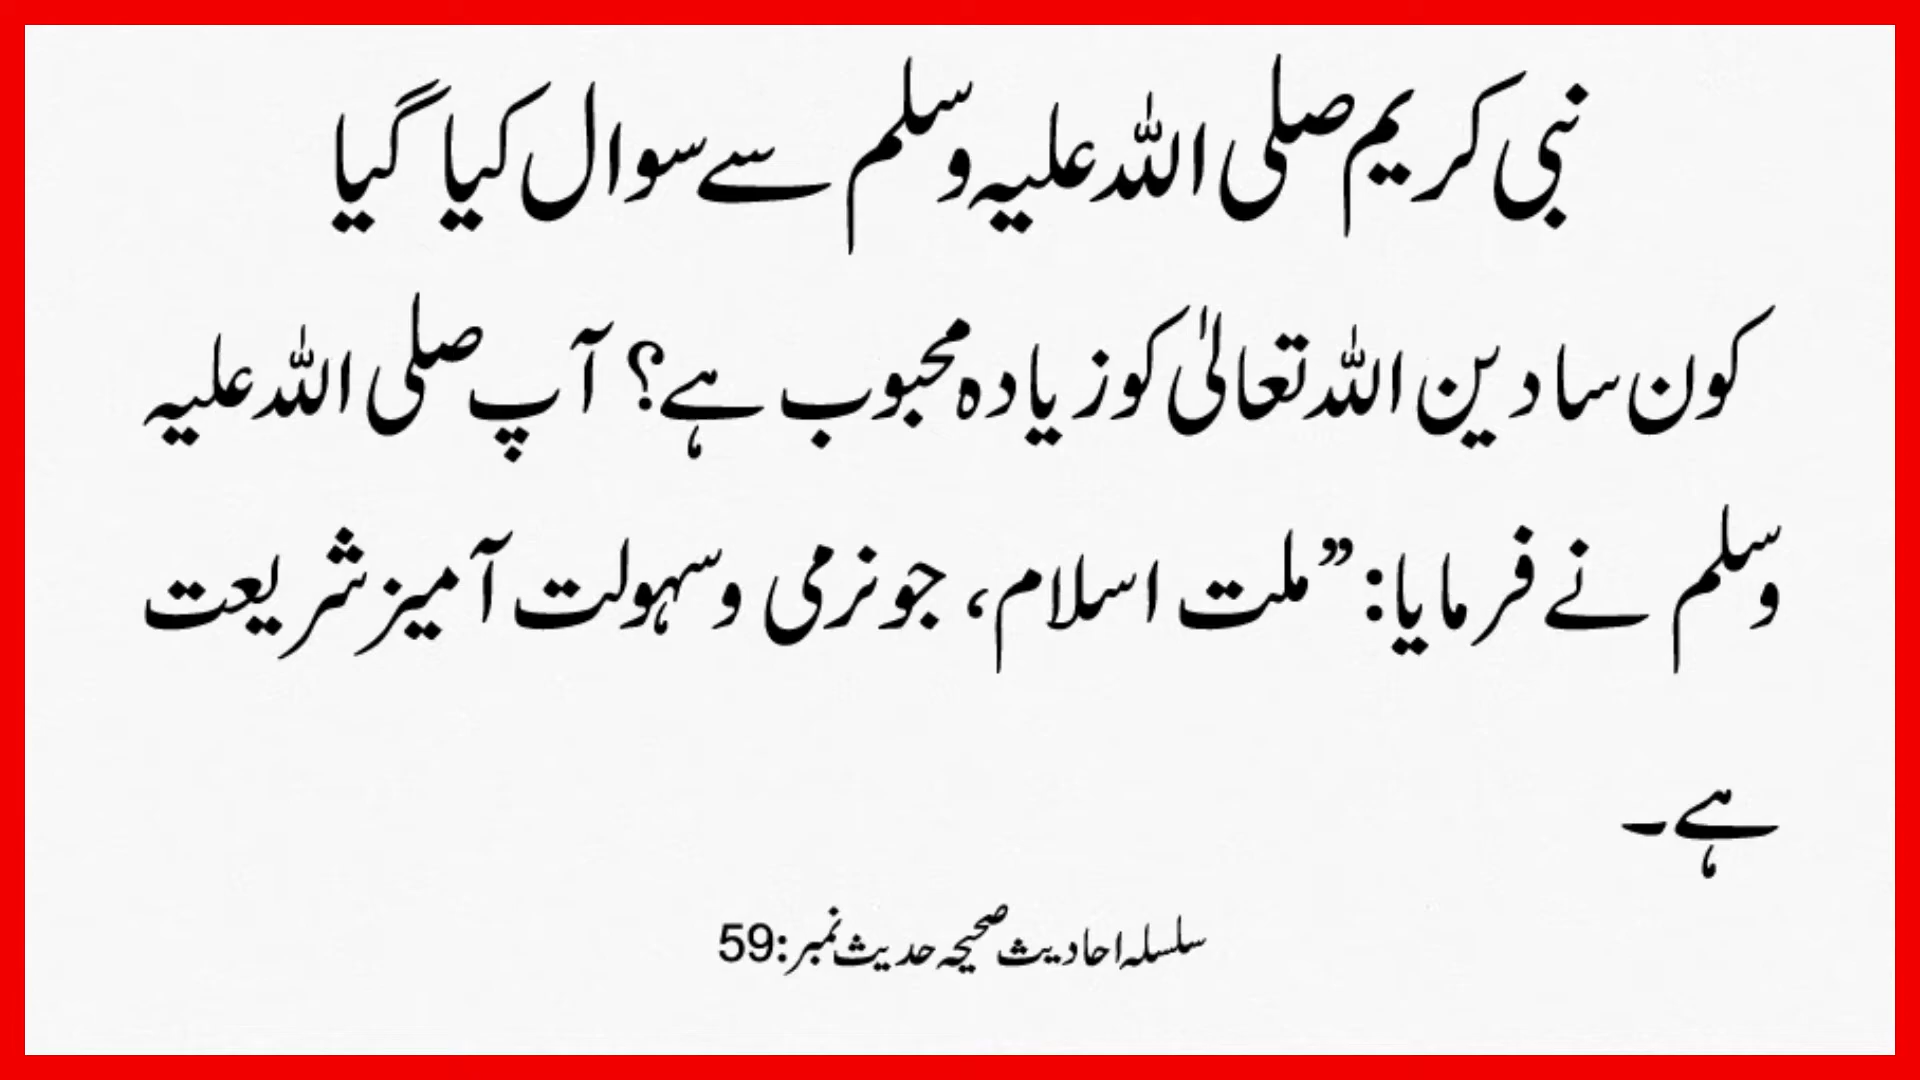 نبی کریم صلی اللہ علیہ وسلم سے سوال کیا گیا
کون سا دین اللہ تعالیٰ کو زیادہ محبوب ہے؟ آپ صلی اللہ علیہ
وسلم نے فرمایا: ”ملت اسلام، جو نرمی و سہولت آمیز شریعت
ہے۔
سلسلہ احادیث صحیحہ حدیث نمبر:59